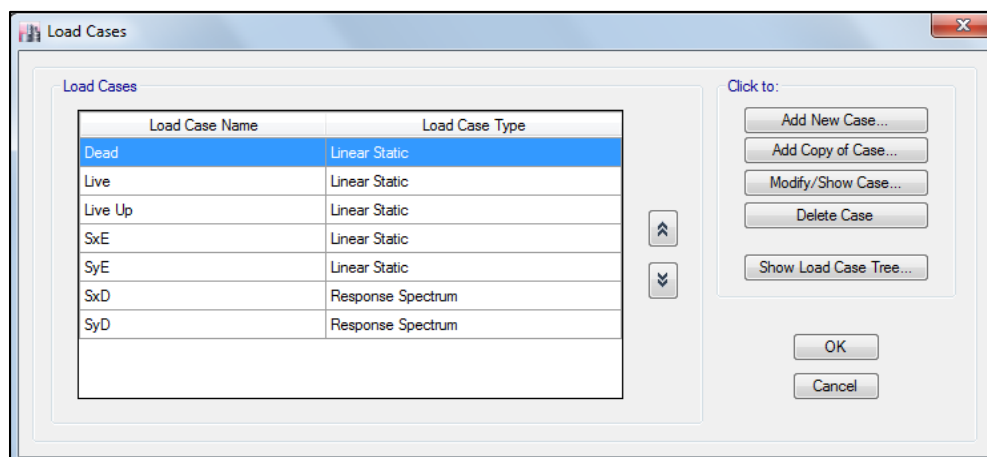 Load Cases
Load Cases
Load Case Name Load Case Type
Dead Linear Static
Live Linear Static
Live Up Linear Static
SxE Linear Static
SyE Linear Static
SxD Response Spectrum
SyD Response Spectrum
Click to:
Add New Case...
Add Copy of Case...
Modify/Show Case...
Delete Case
Show Load Case Tree...
OK
Cancel